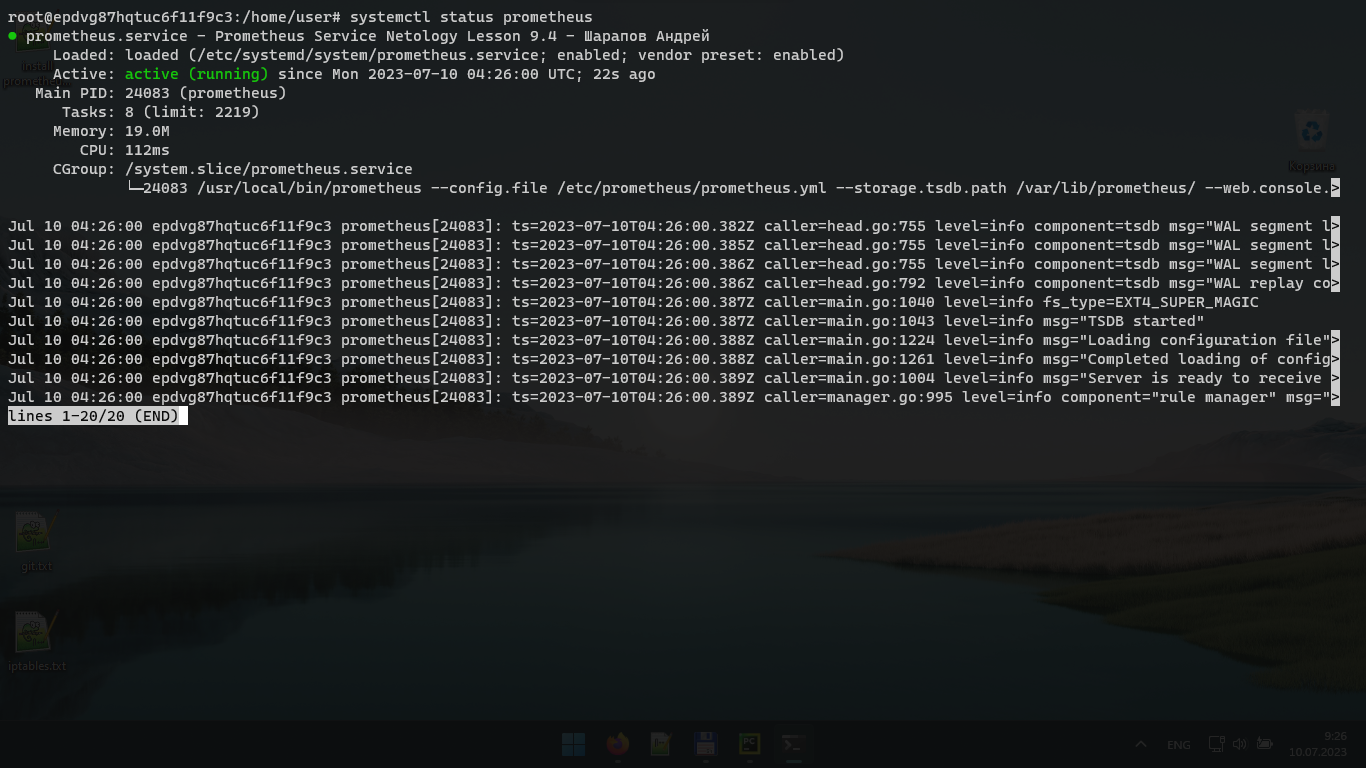 root@epdvg87hqtuc6f11f9c3:/home/user# systemctl status prometheus
● prometheus.service - Prometheus Service Netology Lesson 9.4 - Шарапов Андрей
Loaded: loaded (/etc/systemd/system/prometheus.service; enabled; vendor preset: enabled)
Active: active (running) since Mon 2023-07-10 04:26:00 UTC; 22s ago
Main PID: 24083 (prometheus)
Tasks: 8 (limit: 2219)
Memory: 19.0M
CPU: 112ms
CGroup: /system.slice/prometheus.service
└─24083 /usr/local/bin/prometheus --config.file /etc/prometheus/prometheus.yml --storage.tsdb.path /var/lib/prometheus/ --web.console.>
Jul 10 04:26:00 epdvg87hqtuc6f11f9c3 prometheus[24083]: ts=2023-07-10T04:26:00.382Z caller=head.go:755 level=info component=tsdb msg="WAL segment l>
Jul 10 04:26:00 epdvg87hqtuc6f11f9c3 prometheus[24083]: ts=2023-07-10T04:26:00.385Z caller=head.go:755 level=info component=tsdb msg="WAL segment l>
Jul 10 04:26:00 epdvg87hqtuc6f11f9c3 prometheus[24083]: ts=2023-07-10T04:26:00.386Z caller=head.go:755 level=info component=tsdb msg="WAL segment l>
Jul 10 04:26:00 epdvg87hqtuc6f11f9c3 prometheus[24083]: ts=2023-07-10T04:26:00.386Z caller=head.go:792 level=info component=tsdb msg="WAL replay co>
Jul 10 04:26:00 epdvg87hqtuc6f11f9c3 prometheus[24083]: ts=2023-07-10T04:26:00.387Z caller=main.go:1040 level=info fs_type=EXT4_SUPER_MAGIC
Jul 10 04:26:00 epdvg87hqtuc6f11f9c3 prometheus[24083]: ts=2023-07-10T04:26:00.387Z caller=main.go:1043 level=info msg="TSDB started"
Jul 10 04:26:00 epdvg87hqtuc6f11f9c3 prometheus[24083]: ts=2023-07-10T04:26:00.388Z caller=main.go:1224 level=info msg="Loading configuration file">
Jul 10 04:26:00 epdvg87hqtuc6f11f9c3 prometheus[24083]: ts=2023-07-10T04:26:00.388Z caller=main.go:1261 level=info msg="Completed loading of config>
Jul 10 04:26:00 epdvg87hqtuc6f11f9c3 prometheus[24083]: ts=2023-07-10T04:26:00.389Z caller=main.go:1004 level=info msg="Server is ready to receive >
Jul 10 04:26:00 epdvg87hqtuc6f11f9c3 prometheus[24083]: ts=2023-07-10T04:26:00.389Z caller=manager.go:995 level=info component="rule manager" msg=">
lines 1-20/20 (END)
Корзина
git.txt
iptables.txt
PC
ENG
9:26
10.07.2023